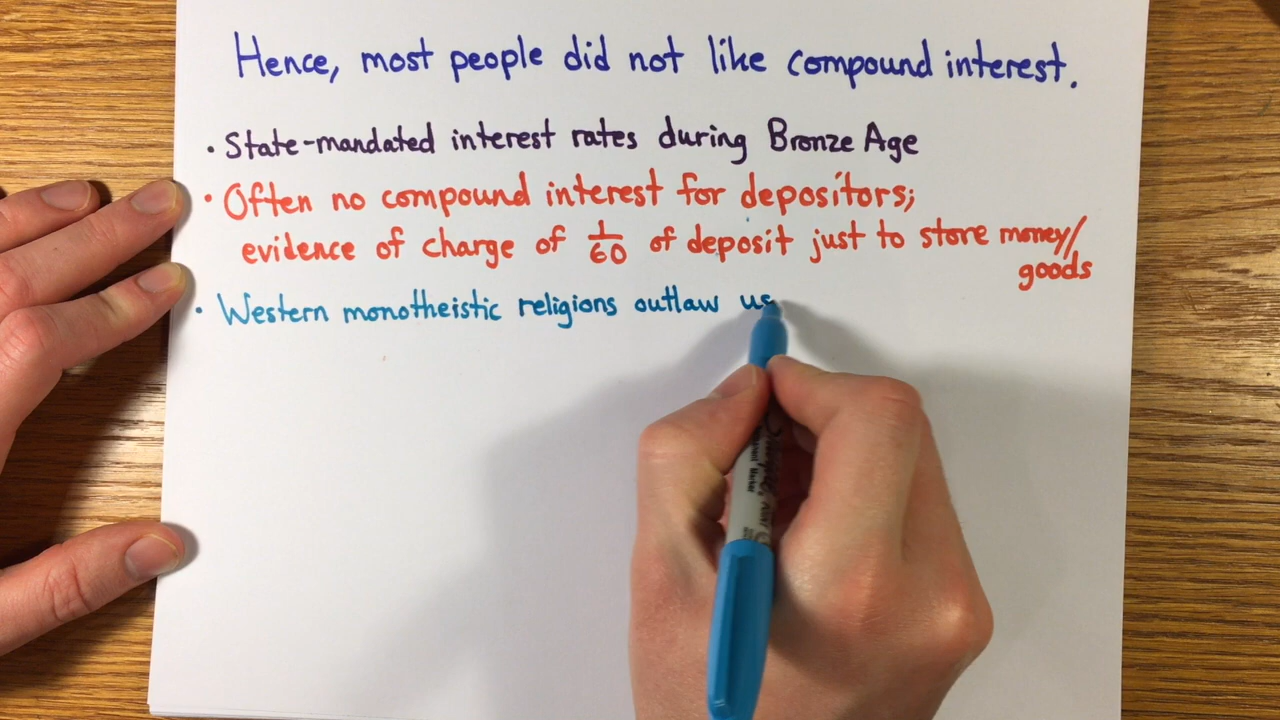 Hence, most people did not like compound interest.
• State-mandated interest rates during Bronze Age
• Often no compound interest for depositors;
evidence of charge of 1/60 of deposit just to store money/
goods
• Western monotheistic religions outlaw us